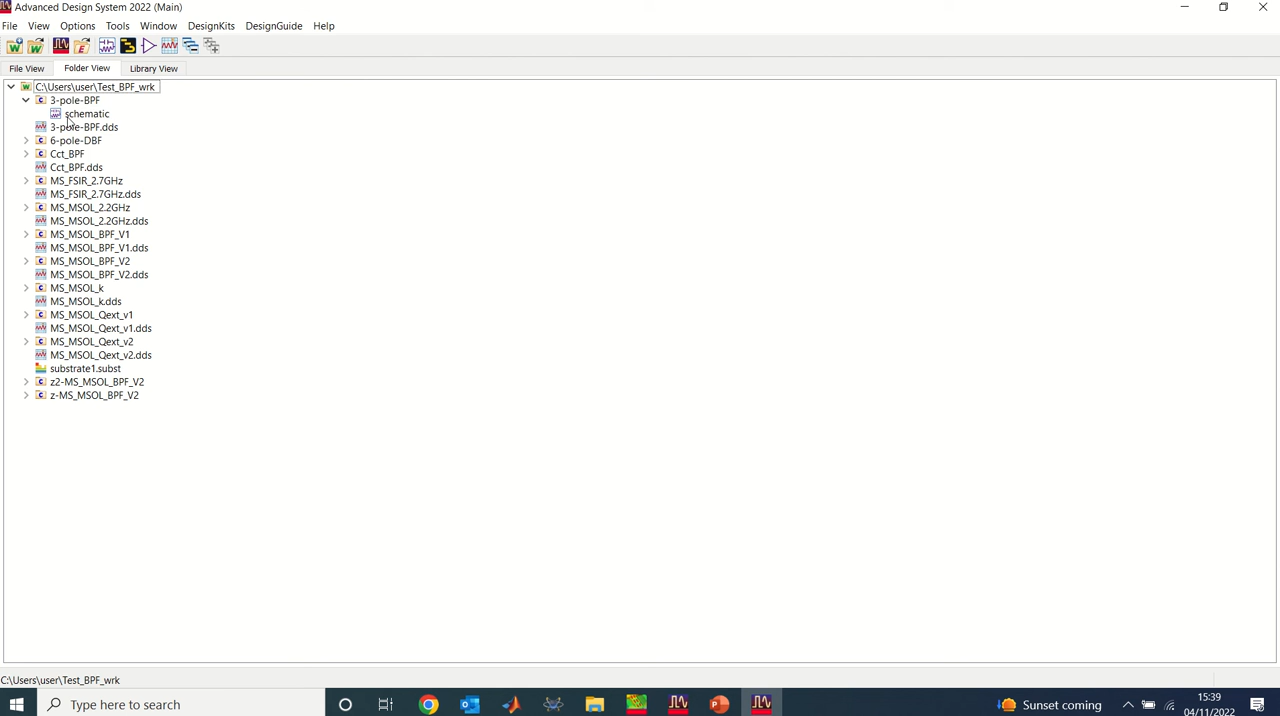 Advanced Design System 2022 (Main)
File View Options Tools Window DesignKits DesignGuide Help
File View Folder View Library View
C:\Users\user\Test_BPF_wrk
3-pole-BPF
schematic
3-pole-BPF.dds
6-pole-DBF
Cct_BPF
Cct_BPF.dds
MS_FSIR_2.7GHz
MS_FSIR_2.7GHz.dds
MS_MSOL_2.2GHz
MS_MSOL_2.2GHz.dds
MS_MSOL_BPF_V1
MS_MSOL_BPF_V1.dds
MS_MSOL_BPF_V2
MS_MSOL_BPF_V2.dds
MS_MSOL_k
MS_MSOL_k.dds
MS_MSOL_Qext_v1
MS_MSOL_Qext_v1.dds
MS_MSOL_Qext_v2
MS_MSOL_Qext_v2.dds
substrate1.subst
z2-MS_MSOL_BPF_V2
z-MS_MSOL_BPF_V2
C:\Users\user\Test_BPF_wrk
Type here to search
Sunset coming
15:39
04/11/2022